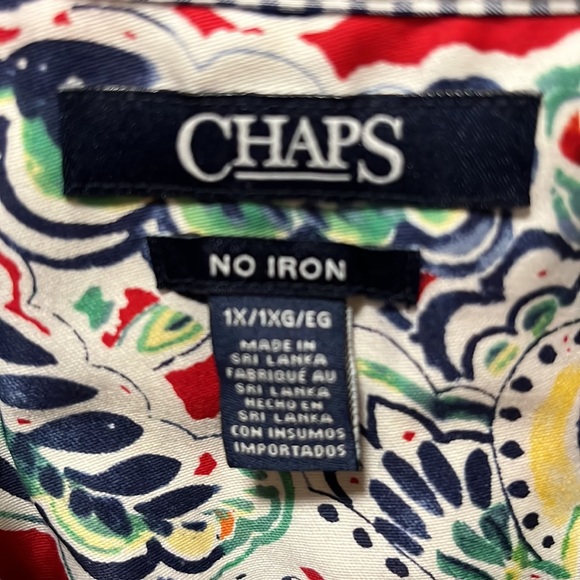 CHAPS
NO IRON
1X/1XG/EG
MADE IN
SRI LANKA
FABRIQUÉ AU
SRI LANKA
HECHO EN
SRI LANKA
CON INSUMOS
IMPORTADOS